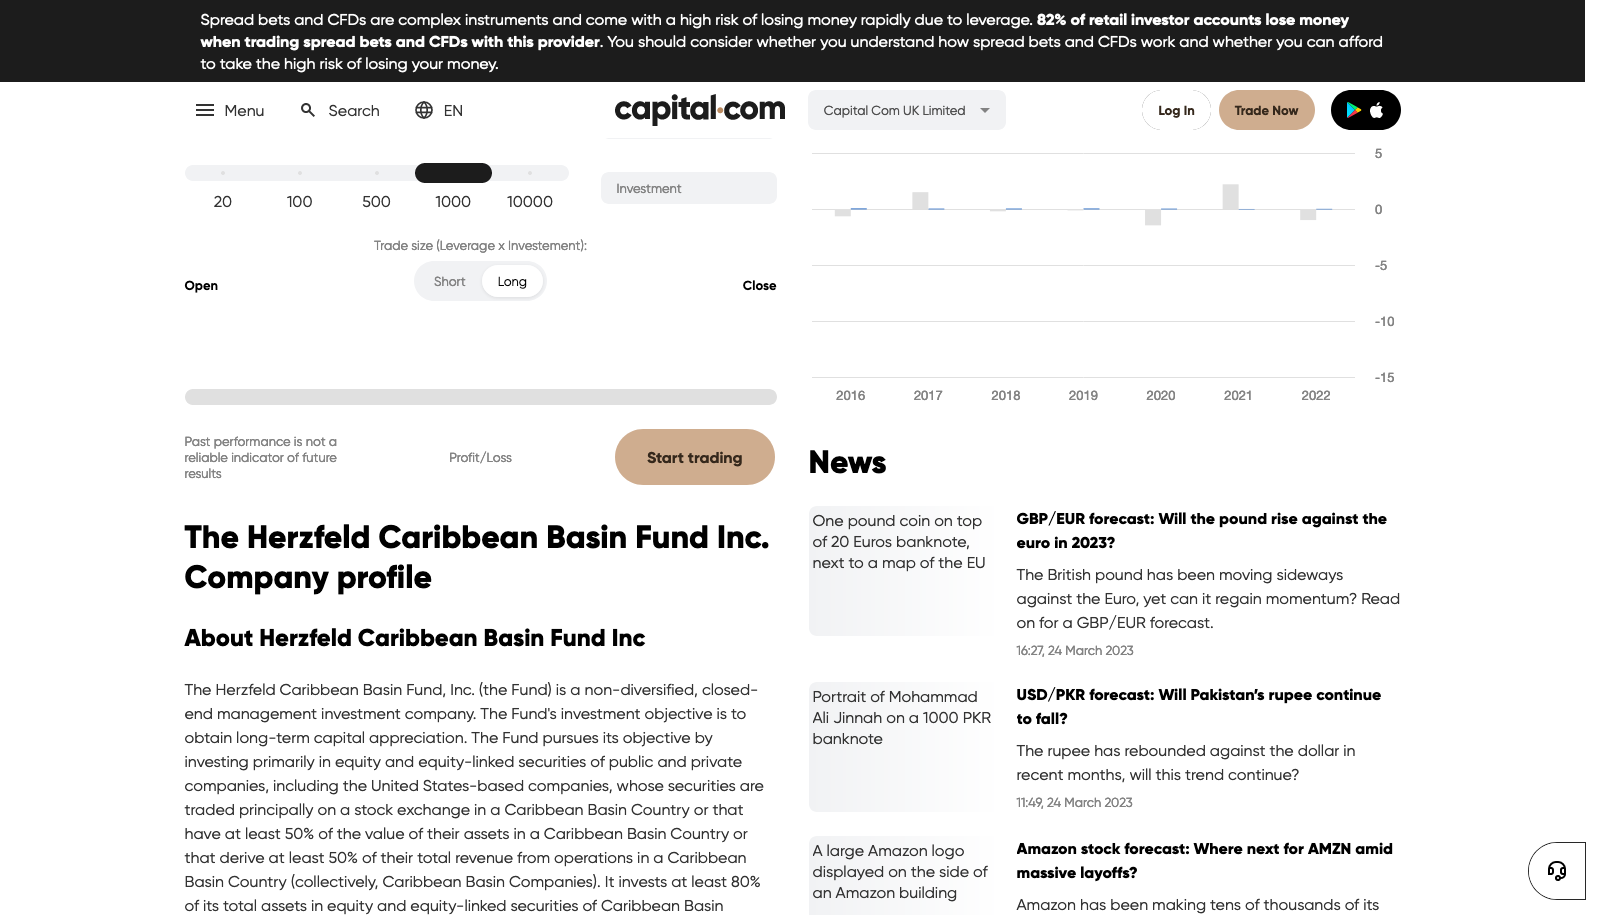 Spread bets and CFDs are complex instruments and come with a high risk of losing money rapidly due to leverage. 82% of retail investor accounts lose money
when trading spread bets and CFDs with this provider. You should consider whether you understand how spread bets and CFDs work and whether you can afford
to take the high risk of losing your money.
Menu
Search
EN
capital.com
Capital Com UK Limited
Log In
Trade Now
20
100
500
1000
10000
Investment
Trade size (Leverage x Investement):
Open
Short
Long
Close
Past performance is not a
reliable indicator of future
results
Profit/Loss
Start trading
The Herzfeld Caribbean Basin Fund Inc.
Company profile
About Herzfeld Caribbean Basin Fund Inc
The Herzfeld Caribbean Basin Fund, Inc. (the Fund) is a non-diversified, closed-
end management investment company. The Fund's investment objective is to
obtain long-term capital appreciation. The Fund pursues its objective by
investing primarily in equity and equity-linked securities of public and private
companies, including the United States-based companies, whose securities are
traded principally on a stock exchange in a Caribbean Basin Country or that
have at least 50% of the value of their assets in a Caribbean Basin Country or
that derive at least 50% of their total revenue from operations in a Caribbean
Basin Country (collectively, Caribbean Basin Companies). It invests at least 80%
of its total assets in equity and equity-linked securities of Caribbean Basin
5
0
-5
-10
-15
2016
2017
2018
2019
2020
2021
2022
News
One pound coin on top
of 20 Euros banknote,
next to a map of the EU
GBP/EUR forecast: Will the pound rise against the
euro in 2023?
The British pound has been moving sideways
against the Euro, yet can it regain momentum? Read
on for a GBP/EUR forecast.
16:27, 24 March 2023
Portrait of Mohammad
Ali Jinnah on a 1000 PKR
banknote
USD/PKR forecast: Will Pakistan’s rupee continue
to fall?
The rupee has rebounded against the dollar in
recent months, will this trend continue?
11:49, 24 March 2023
A large Amazon logo
displayed on the side of
an Amazon building
Amazon stock forecast: Where next for AMZN amid
massive layoffs?
Amazon has been making tens of thousands of its